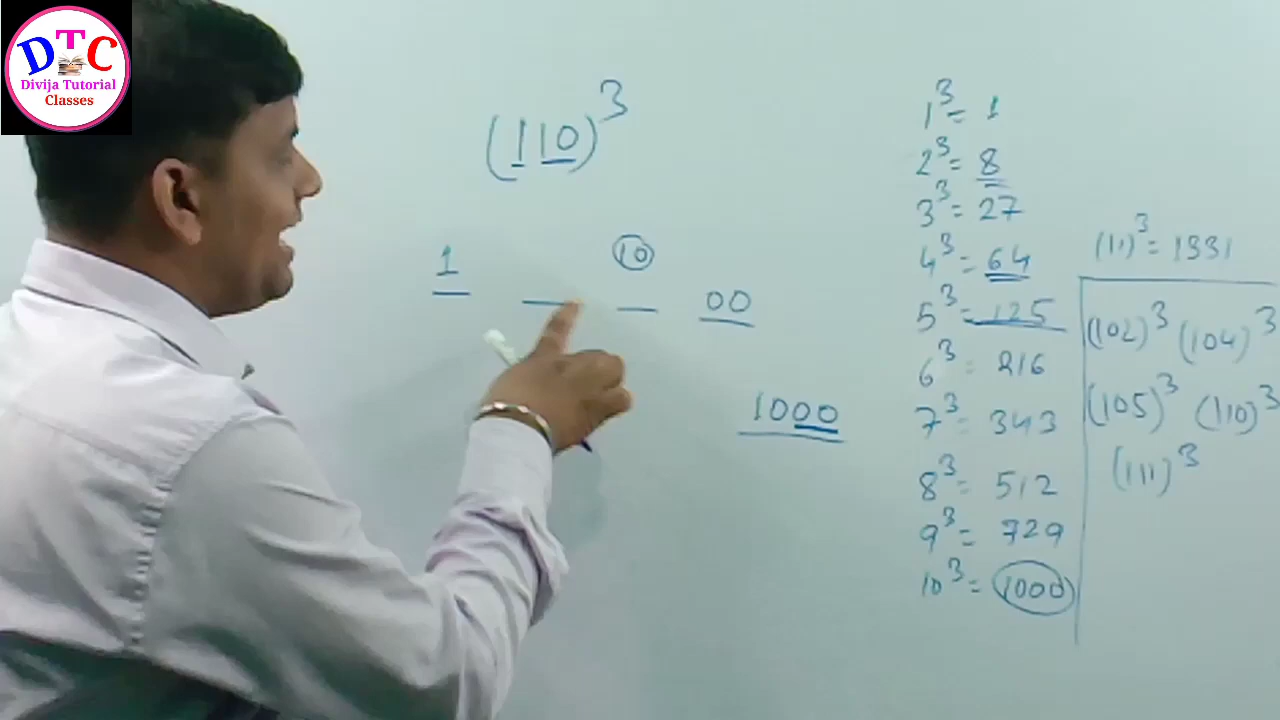 DTC
Divija Tutorial
Classes
(110)³
1 10 00
1000
1³ = 1
2³ = 8
3³ = 27
4³ = 64
5³ = 125
6³ = 216
7³ = 343
8³ = 512
9³ = 729
10³ = 1000
(11)³ = 1331
(102)³ (104)³
(105)³ (110)³
(111)³